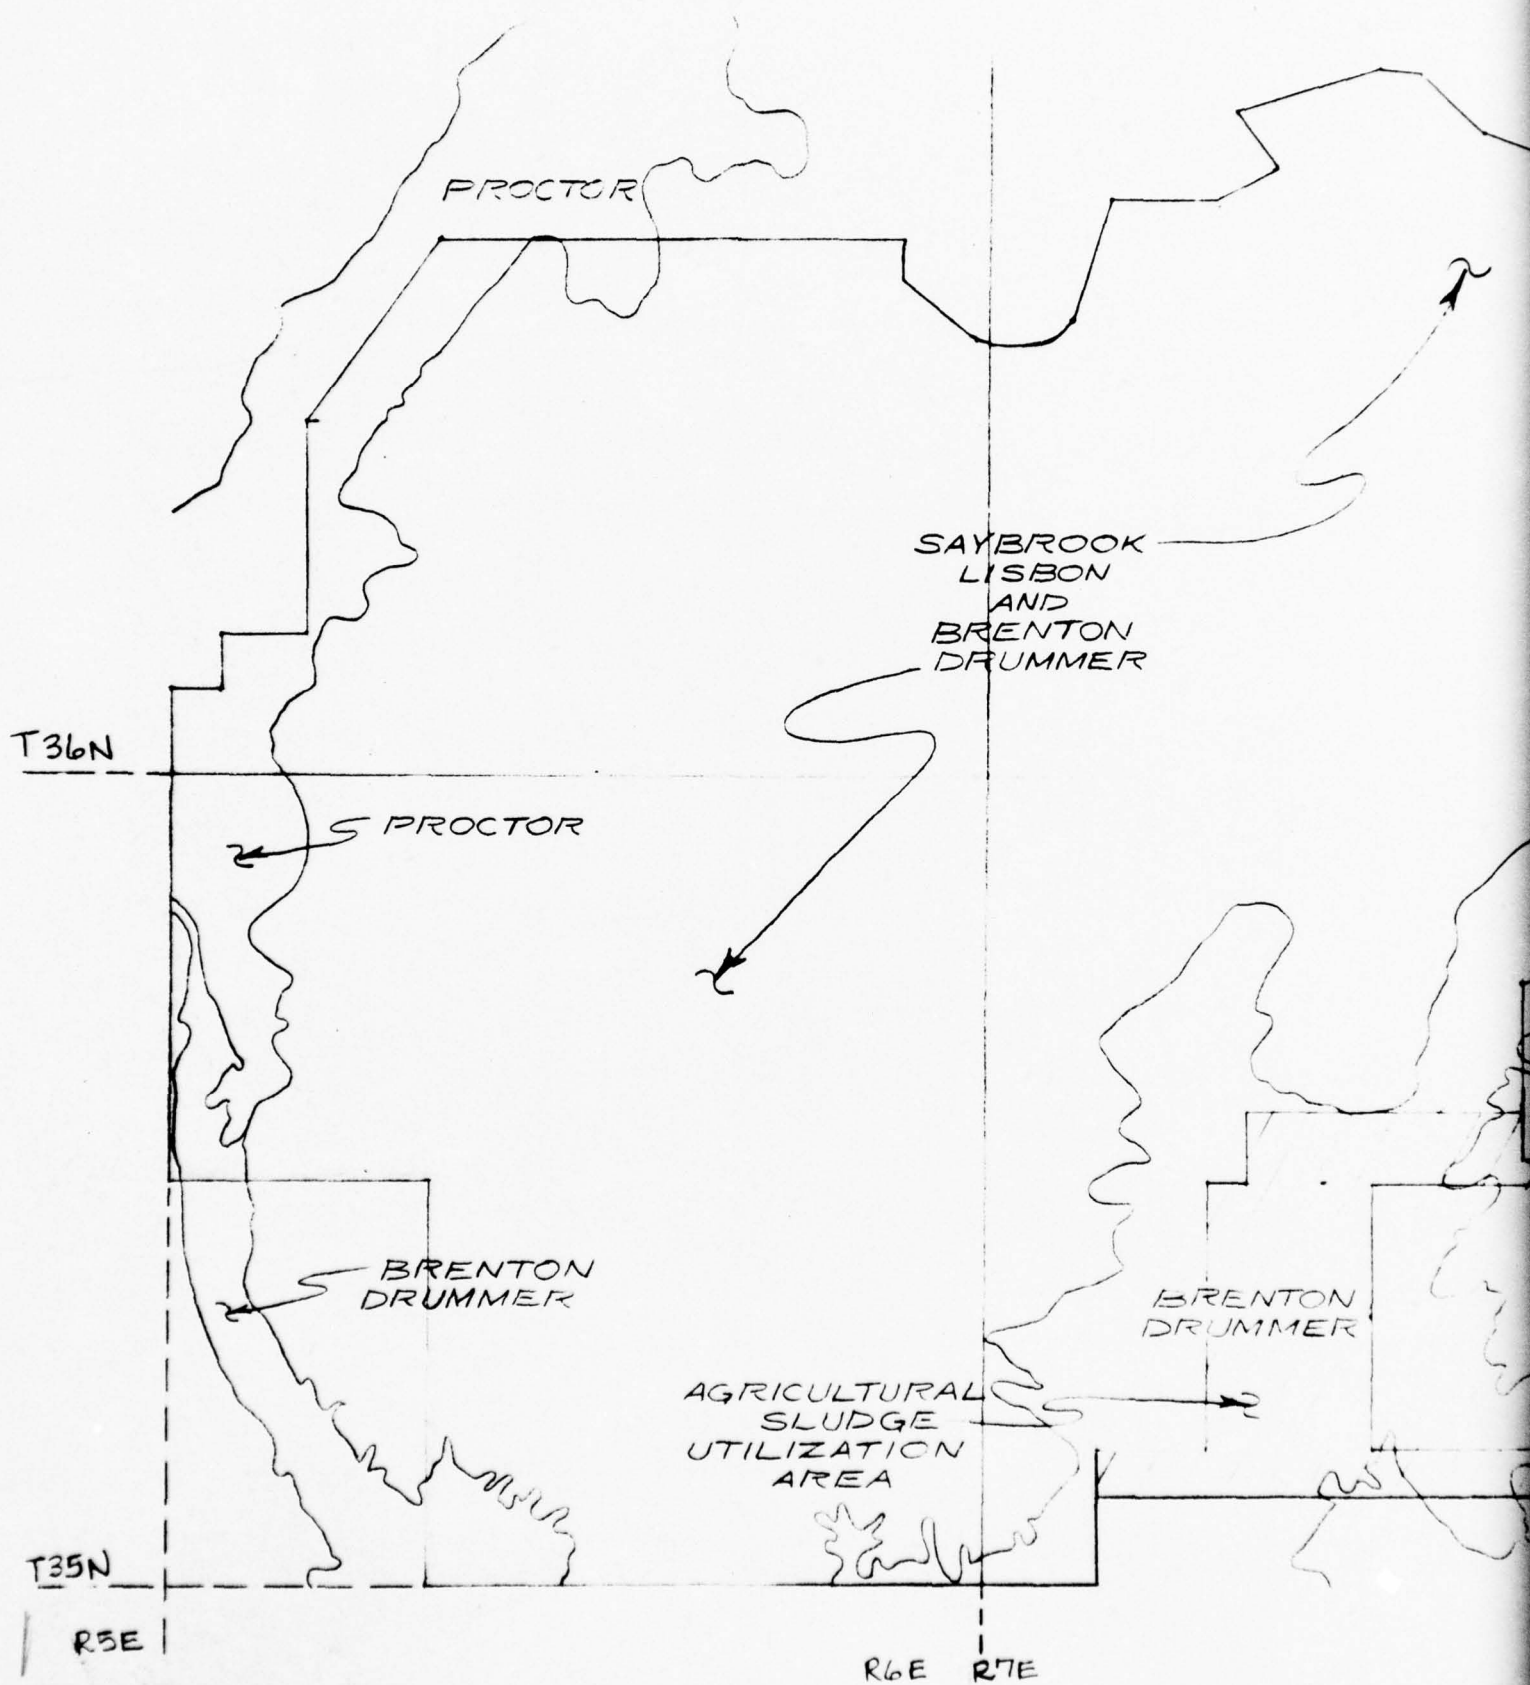 PROCTOR
SAYBROOK
LISBON
AND
BRENTON
DRUMMER
T36N
PROCTOR
BRENTON
DRUMMER
BRENTON
DRUMMER
AGRICULTURAL
SLUDGE
UTILIZATION
AREA
T35N
R5E
R6E R7E